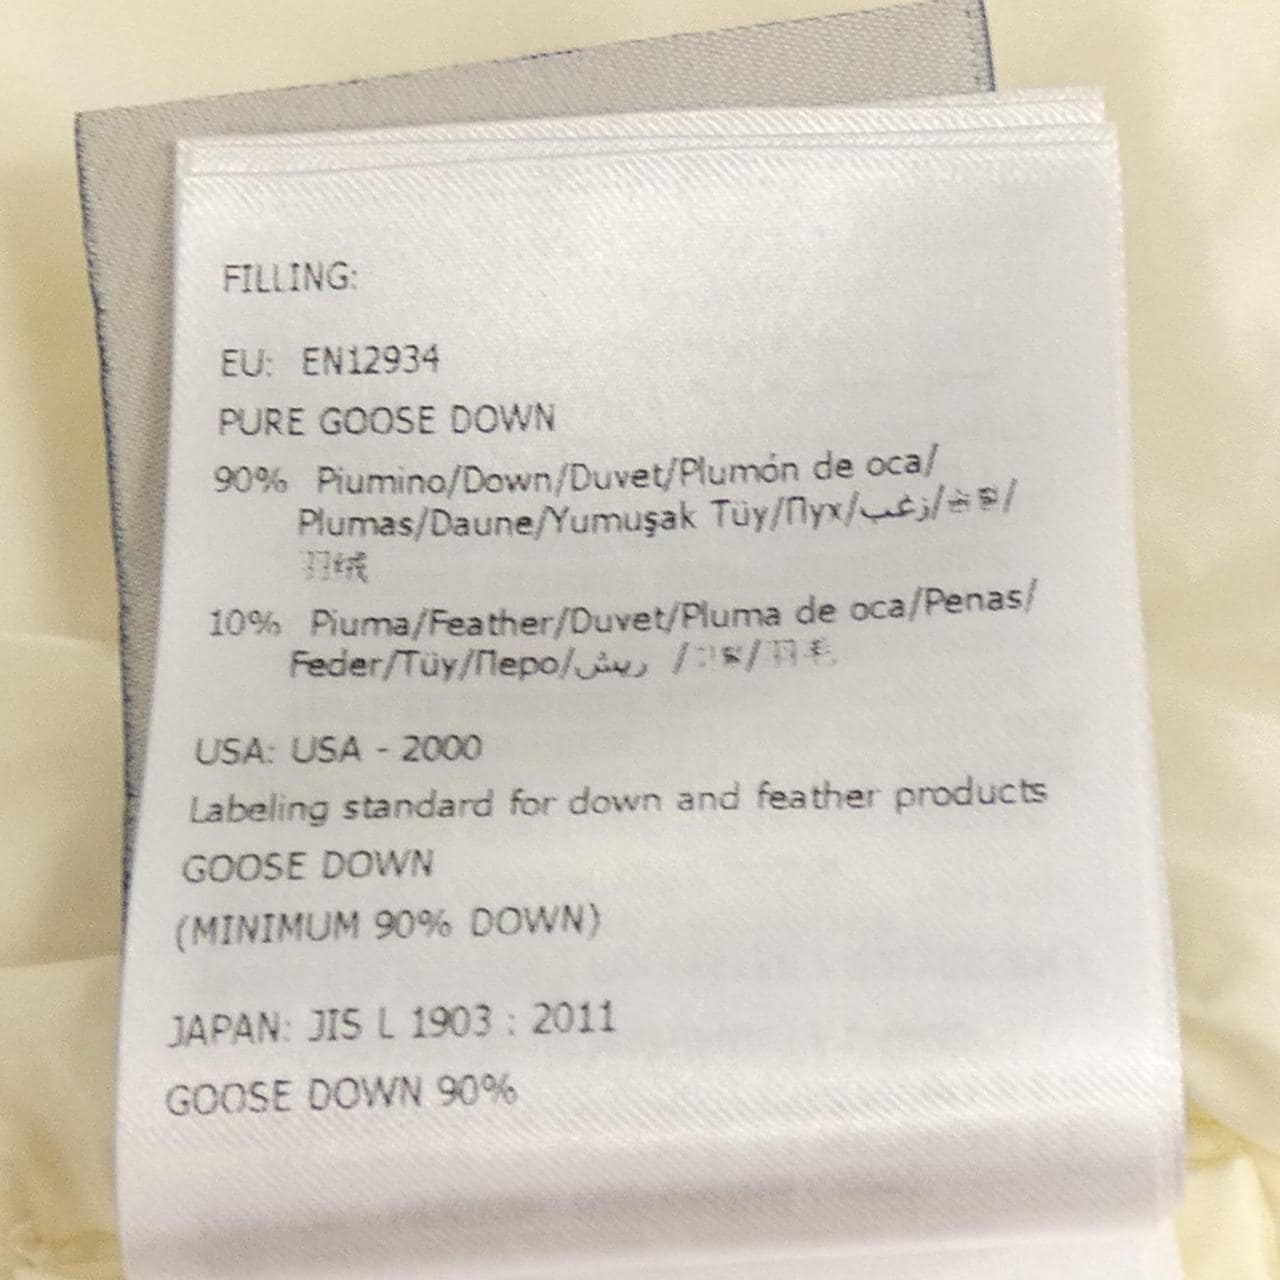 FILLING:
EU: EN12934
PURE GOOSE DOWN
90% Piumino/Down/Duvet/Plumón de oca/
Plumas/Daune/Yumuşak Tüy/Пух/زغب/솜털/
羽绒
10% Piuma/Feather/Duvet/Pluma de oca/Penas/
Feder/Tüy/Перо/ريش / /羽毛
USA: USA - 2000
Labeling standard for down and feather products
GOOSE DOWN
(MINIMUM 90% DOWN)
JAPAN: JIS L 1903 : 2011
GOOSE DOWN 90%